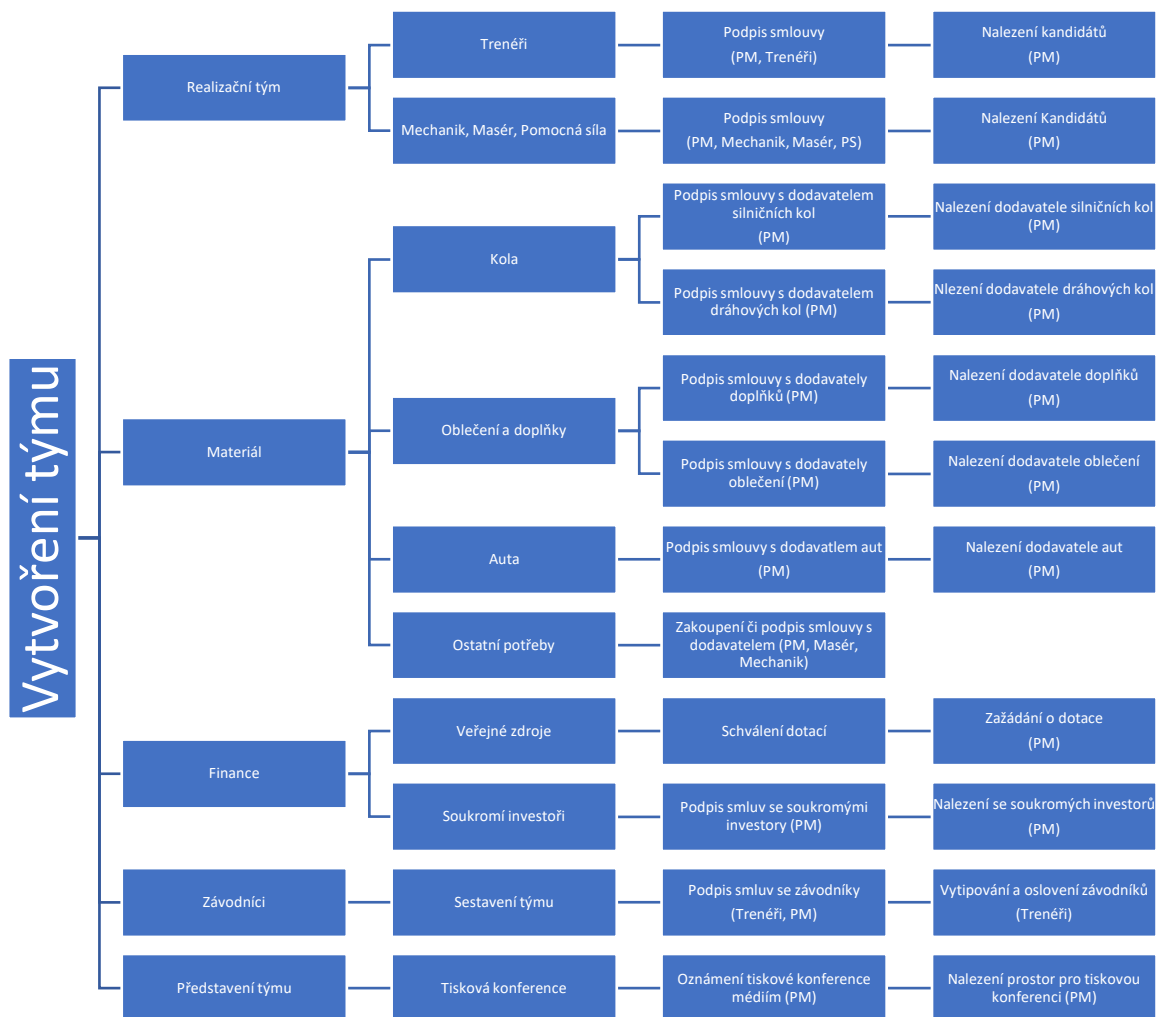 Vytvoření týmu
Realizační tým
Trenéři
Podpis smlouvy
(PM, Trenéři)
Nalezení kandidátů
(PM)
Mechanik, Masér, Pomocná síla
Podpis smlouvy
(PM, Mechanik, Masér, PS)
Nalezení Kandidátů
(PM)
Materiál
Kola
Podpis smlouvy s dodavatelem
silničních kol
(PM)
Nalezení dodavatele silničních kol
(PM)
Podpis smlouvy s dodavatelem
dráhových kol (PM)
Nlezení dodavatele dráhových kol
(PM)
Oblečení a doplňky
Podpis smlouvy s dodavately
doplňků (PM)
Nalezení dodavatele doplňků
(PM)
Podpis smlouvy s dodavately
oblečení (PM)
Nalezení dodavatele oblečení
(PM)
Auta
Podpis smlouvy s dodavatlem aut
(PM)
Nalezení dodavatele aut
(PM)
Ostatní potřeby
Zakoupení či podpis smlouvy s
dodavatelem (PM, Masér,
Mechanik)
Finance
Veřejné zdroje
Schválení dotací
Zažádání o dotace
(PM)
Soukromí investoři
Podpis smluv se soukromými
investory (PM)
Nalezení se soukromých investorů
(PM)
Závodníci
Sestavení týmu
Podpis smluv se závodníky
(Trenéři, PM)
Vytipování a oslovení závodníků
(Trenéři)
Představení týmu
Tisková konference
Oznámení tiskové konference
médiím (PM)
Nalezení prostor pro tiskovou
konferenci (PM)